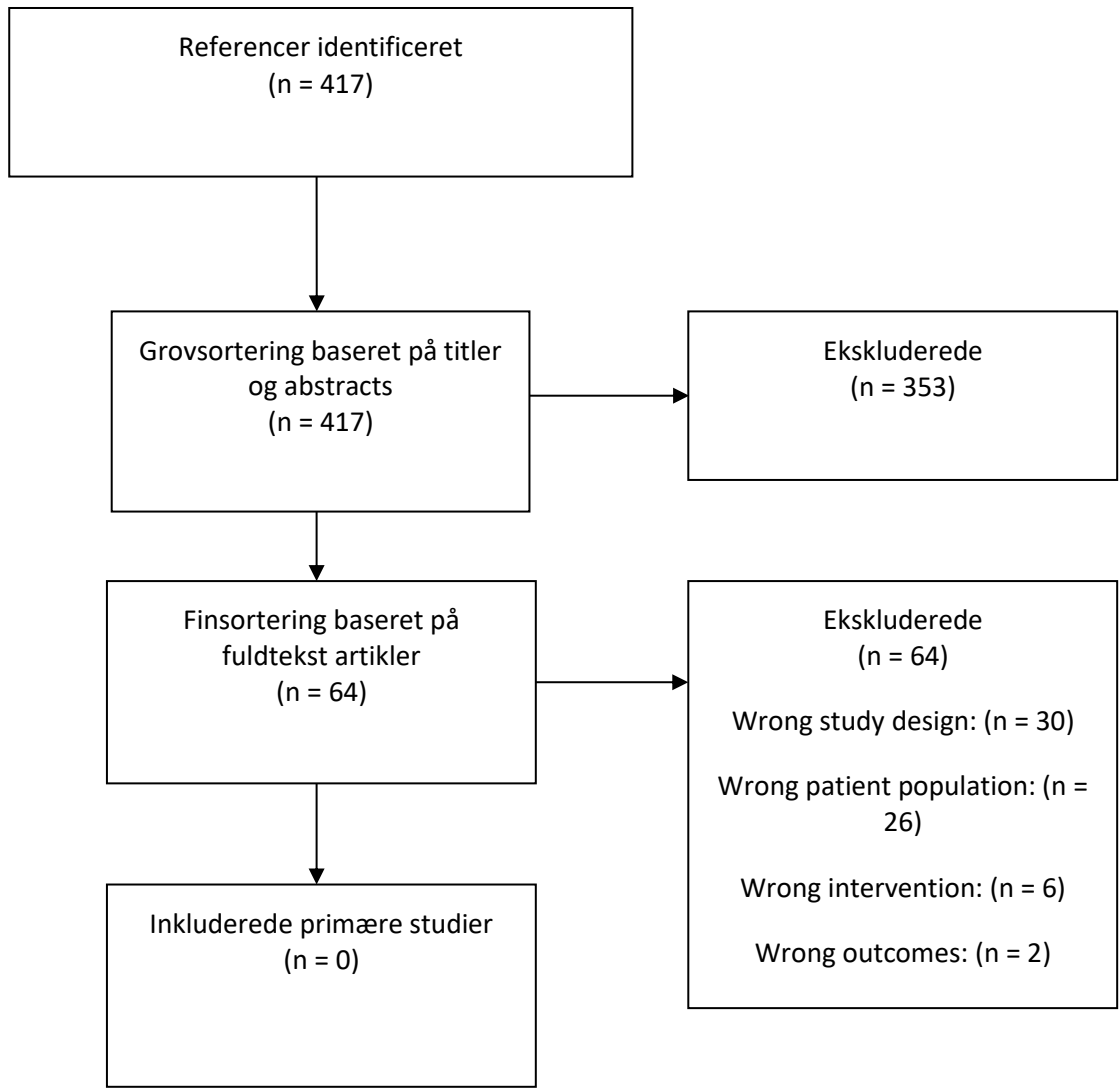 Referencer identificeret
(n = 417)
Grovsortering baseret på titler
og abstracts
(n = 417)
Ekskluderede
(n = 353)
Finsortering baseret på
fuldtekst artikler
(n = 64)
Ekskluderede
(n = 64)
Wrong study design: (n = 30)
Wrong patient population: (n =
26)
Wrong intervention: (n = 6)
Wrong outcomes: (n = 2)
Inkluderede primære studier
(n = 0)